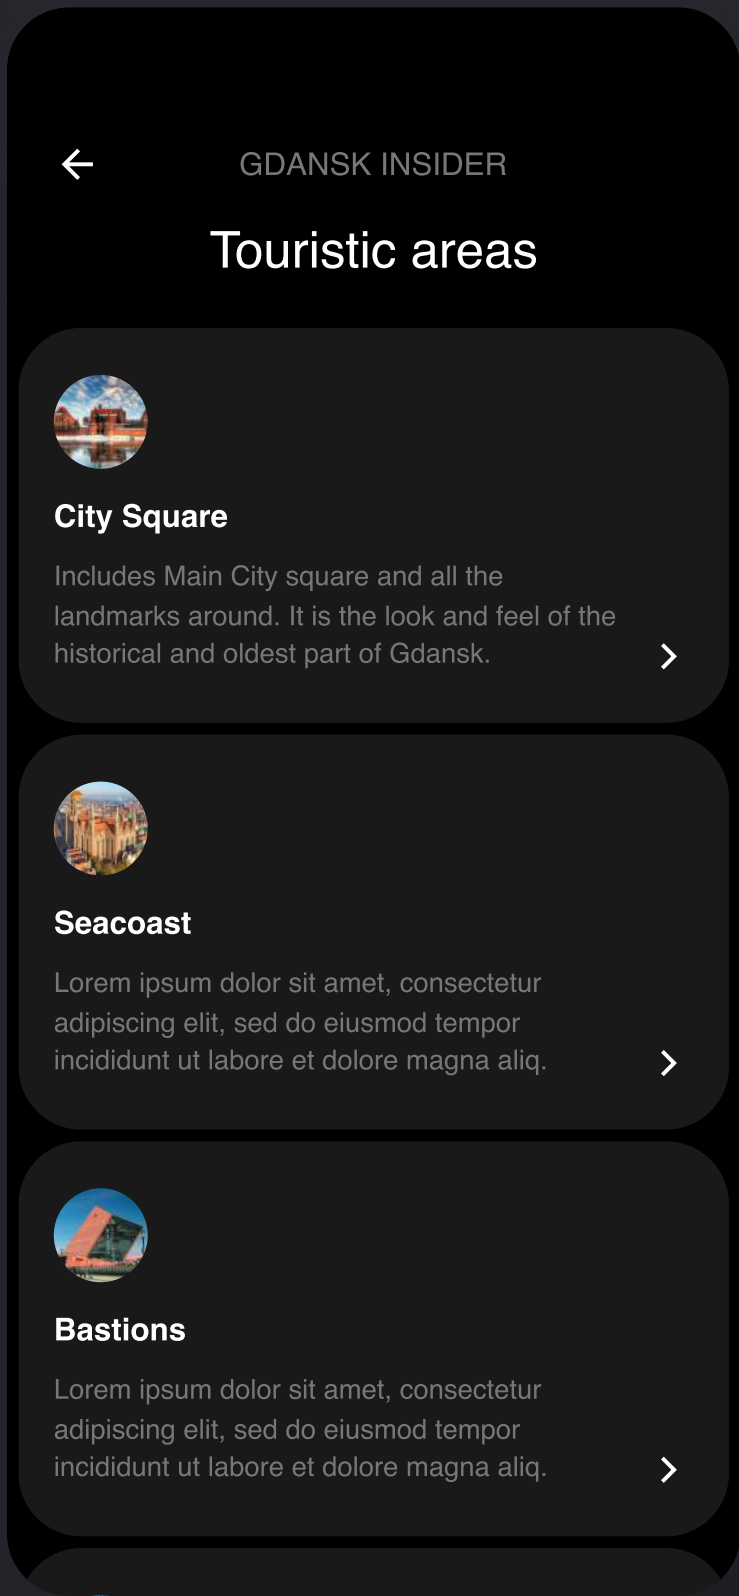 GDANSK INSIDER
Touristic areas
City Square
Includes Main City square and all the
landmarks around. It is the look and feel of the
historical and oldest part of Gdansk.
Seacoast
Lorem ipsum dolor sit amet, consectetur
adipiscing elit, sed do eiusmod tempor
incididunt ut labore et dolore magna aliq.
Bastions
Lorem ipsum dolor sit amet, consectetur
adipiscing elit, sed do eiusmod tempor
incididunt ut labore et dolore magna aliq.